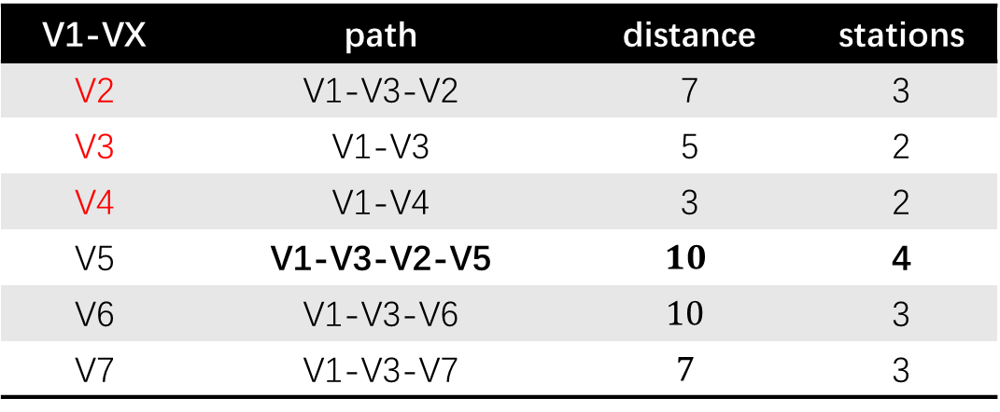 V1-VX path distance stations
V2 V1-V3-V2 7 3
V3 V1-V3 5 2
V4 V1-V4 3 2
V5 V1-V3-V2-V5 10 4
V6 V1-V3-V6 10 3
V7 V1-V3-V7 7 3